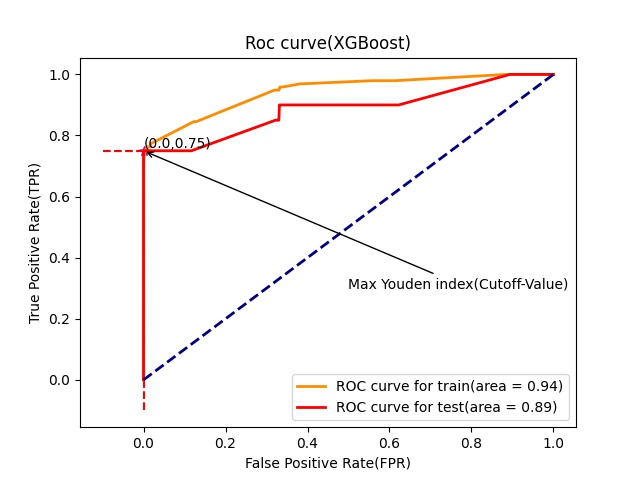 Roc curve(XGBoost)
1.0
0.8
0.6
0.4
0.2
0.0
True Positive Rate(TPR)
(0.0,0.75)
Max Youden index(Cutoff-Value)
ROC curve for train(area = 0.94)
ROC curve for test(area = 0.89)
0.0 0.2 0.4 0.6 0.8 1.0
False Positive Rate(FPR)